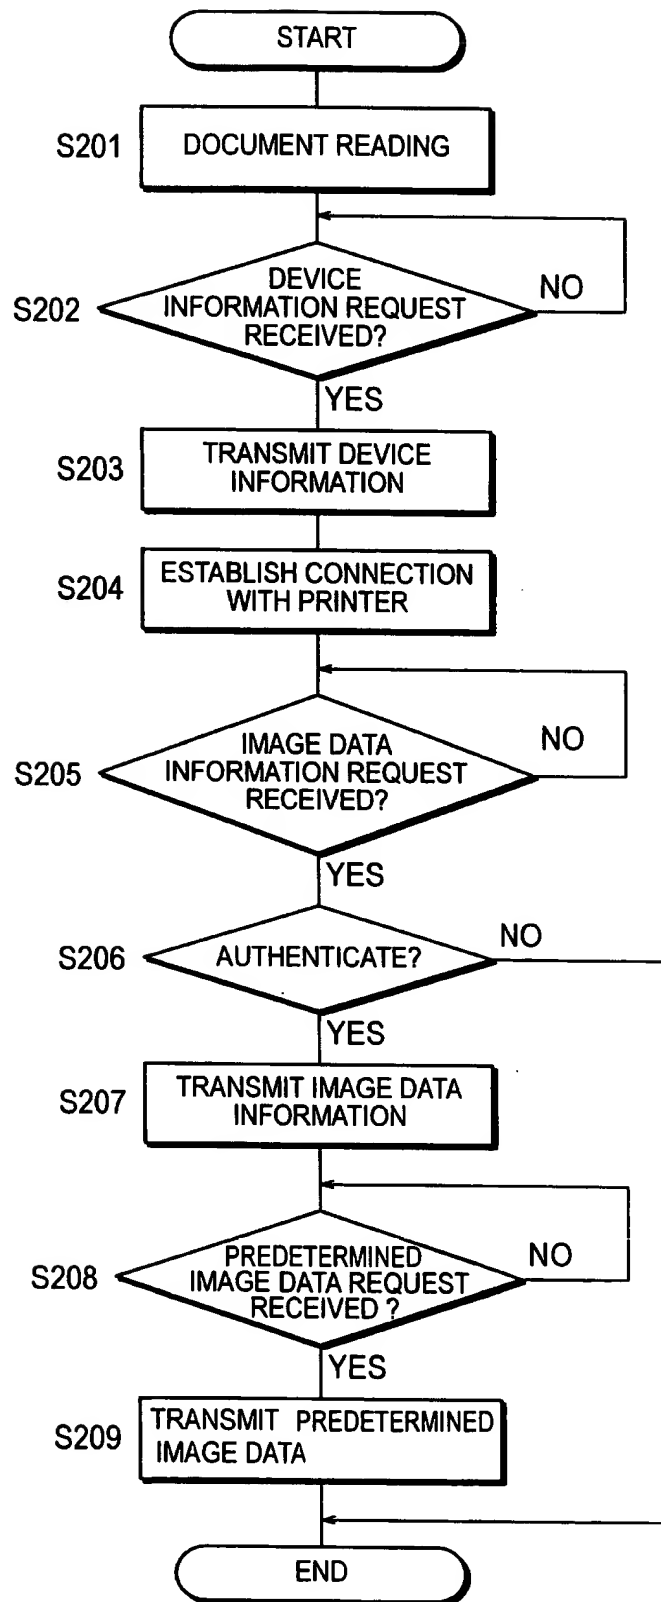 START
S201
DOCUMENT READING
S202
DEVICE
INFORMATION REQUEST
RECEIVED?
NO
YES
S203
TRANSMIT DEVICE
INFORMATION
S204
ESTABLISH CONNECTION
WITH PRINTER
S205
IMAGE DATA
INFORMATION REQUEST
RECEIVED?
NO
YES
S206
AUTHENTICATE?
NO
YES
S207
TRANSMIT IMAGE DATA
INFORMATION
S208
PREDETERMINED
IMAGE DATA REQUEST
RECEIVED ?
NO
YES
S209
TRANSMIT PREDETERMINED
IMAGE DATA
END